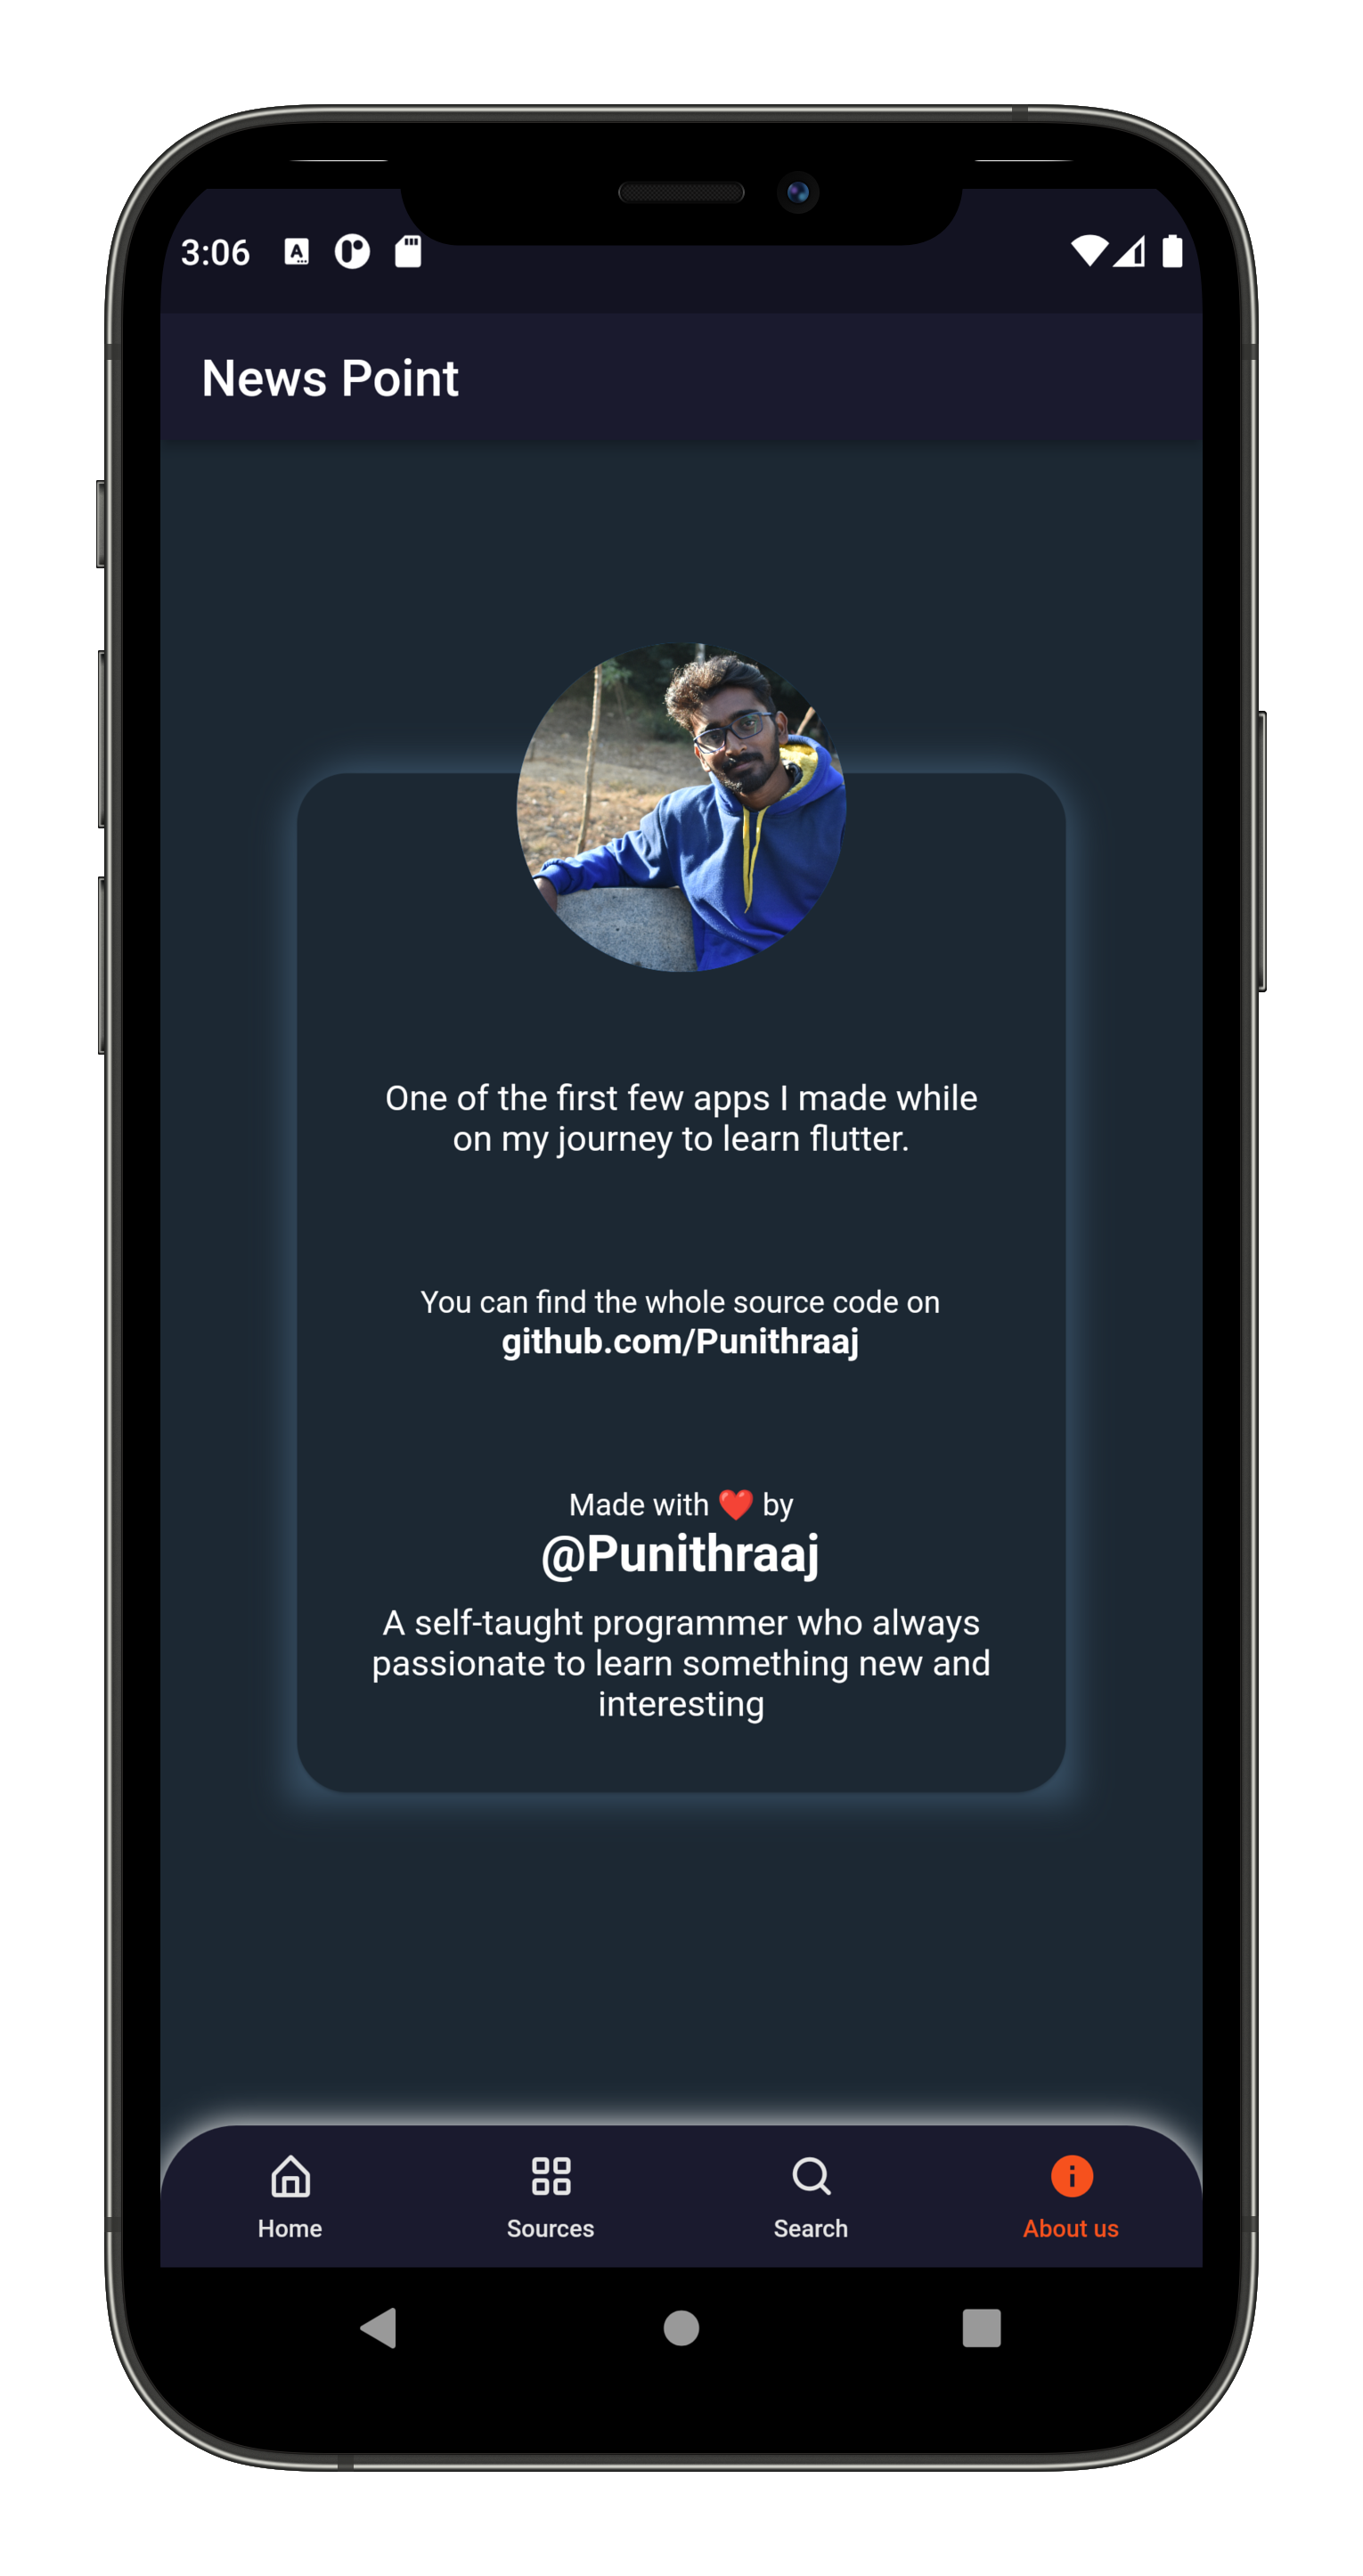 3:06
News Point
One of the first few apps I made while
on my journey to learn flutter.
You can find the whole source code on
github.com/Punithraaj
Made with ❤️ by
@Punithraaj
A self-taught programmer who always
passionate to learn something new and
interesting
Home Sources Search About us